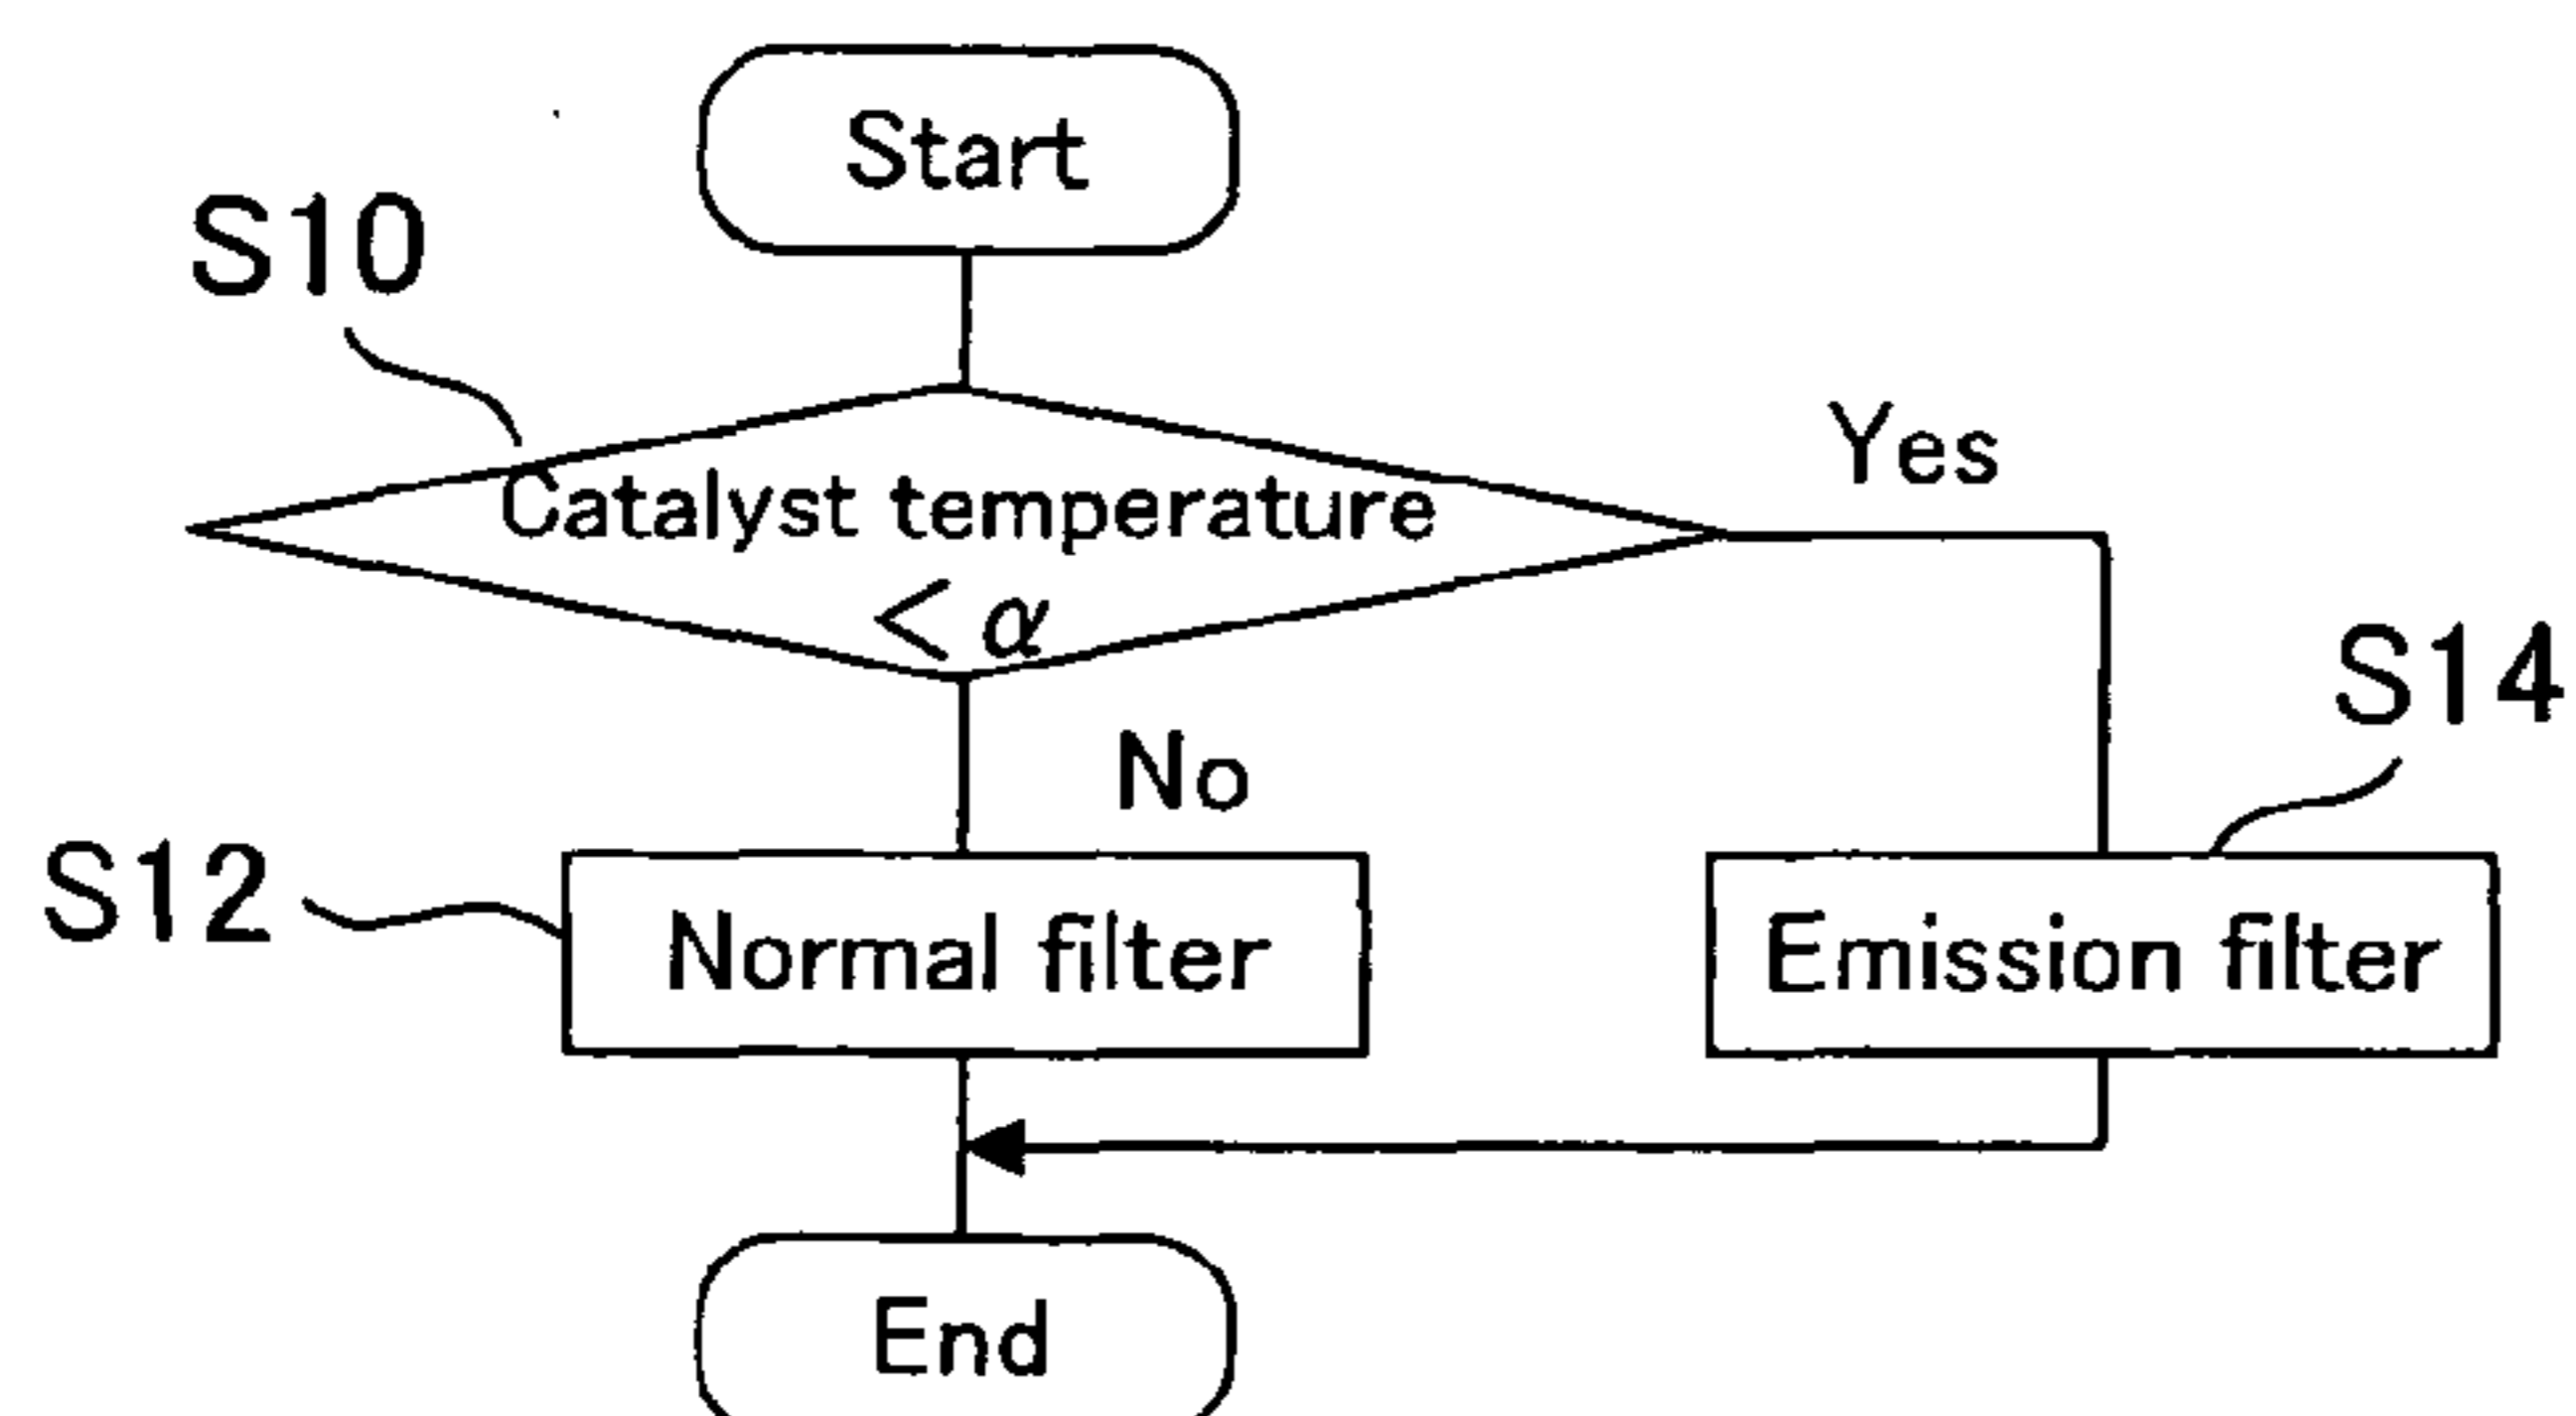 Start
S10
Catalyst temperature
< α
Yes
No
S14
S12
Normal filter
Emission filter
End